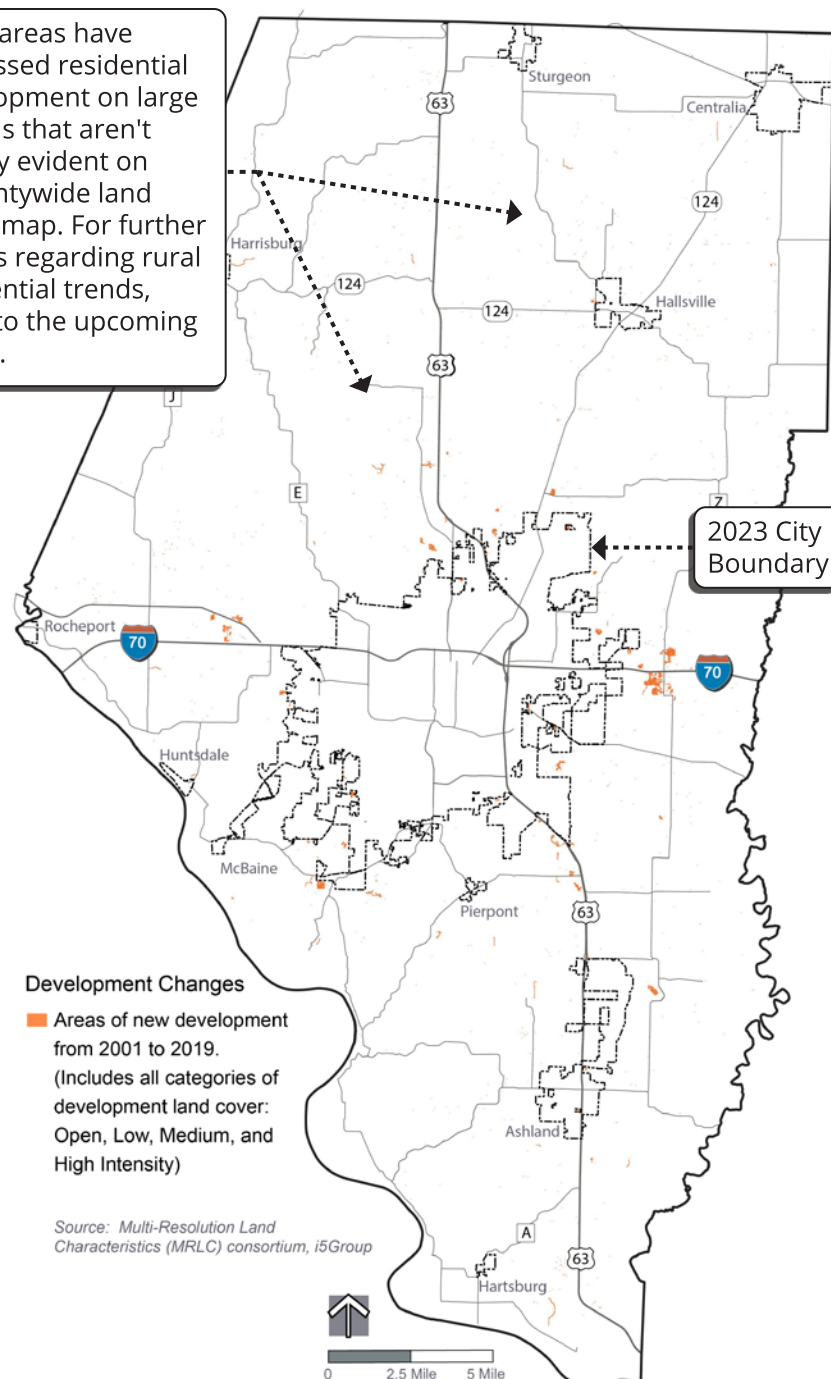 areas have
ssed residential
opment on large
s that aren't
y evident on
ntywide land
map. For further
s regarding rural
ential trends,
to the upcoming
.
Sturgeon
63
Centralia
124
Harrisburg
124
124
Hallsville
63
J
E
Z
2023 City
Boundary
Rocheport
70
70
Huntsdale
McBaine
Pierpont
63
Development Changes
Areas of new development
from 2001 to 2019.
(Includes all categories of
development land cover:
Open, Low, Medium, and
High Intensity)
Ashland
Source: Multi-Resolution Land
Characteristics (MRLC) consortium, i5Group
A
63
Hartsburg
0 2.5 Mile 5 Mile